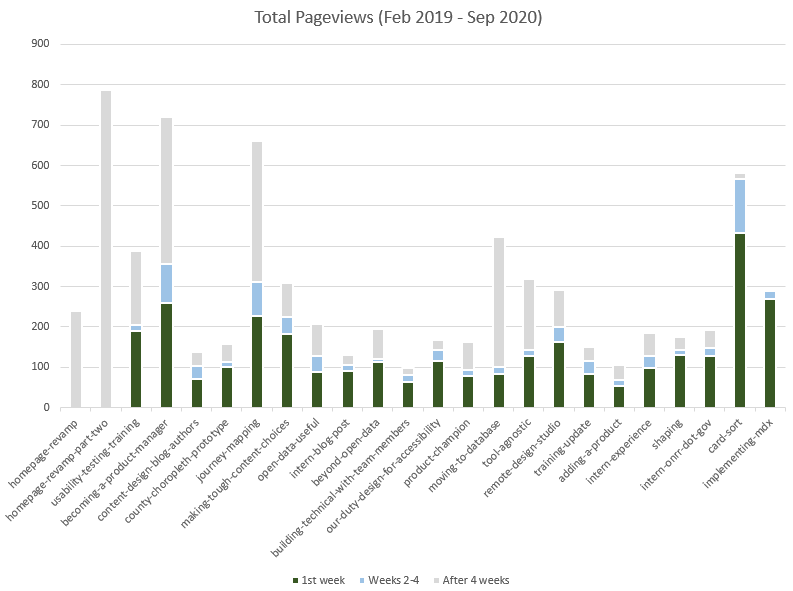 Total Pageviews (Feb 2019 - Sep 2020)
900
800
700
600
500
400
300
200
100
0
homepage-revamp
homepage-revamp-part-two
usability-testing-training
becoming-a-product-manager
content-design-blog-authors
county-choropleth-prototype
journey-mapping
making-tough-content-choices
open-data-useful
intern-blog-post
beyond-open-data
building-technical-with-team-members
our-duty-design-for-accessibility
product-champion
moving-to-database
tool-agnostic
remote-design-studio
training-update
adding-a-product
intern-experience
shaping
intern-onrr-dot-gov
card-sort
implementing-mdx
1st week
Weeks 2-4
After 4 weeks